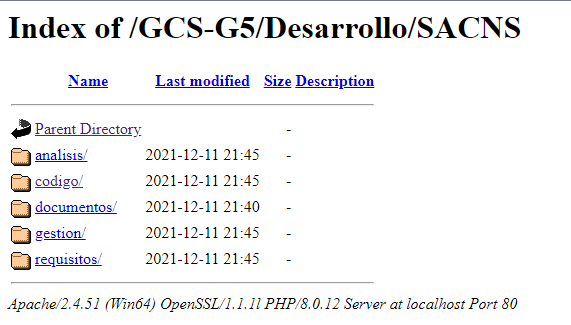 Index of /GCS-G5/Desarrollo/SACNS
Name Last modified Size Description
Parent Directory -
analisis/ 2021-12-11 21:45 -
codigo/ 2021-12-11 21:45 -
documentos/ 2021-12-11 21:40 -
gestion/ 2021-12-11 21:45 -
requisitos/ 2021-12-11 21:45 -
Apache/2.4.51 (Win64) OpenSSL/1.1.1l PHP/8.0.12 Server at localhost Port 80